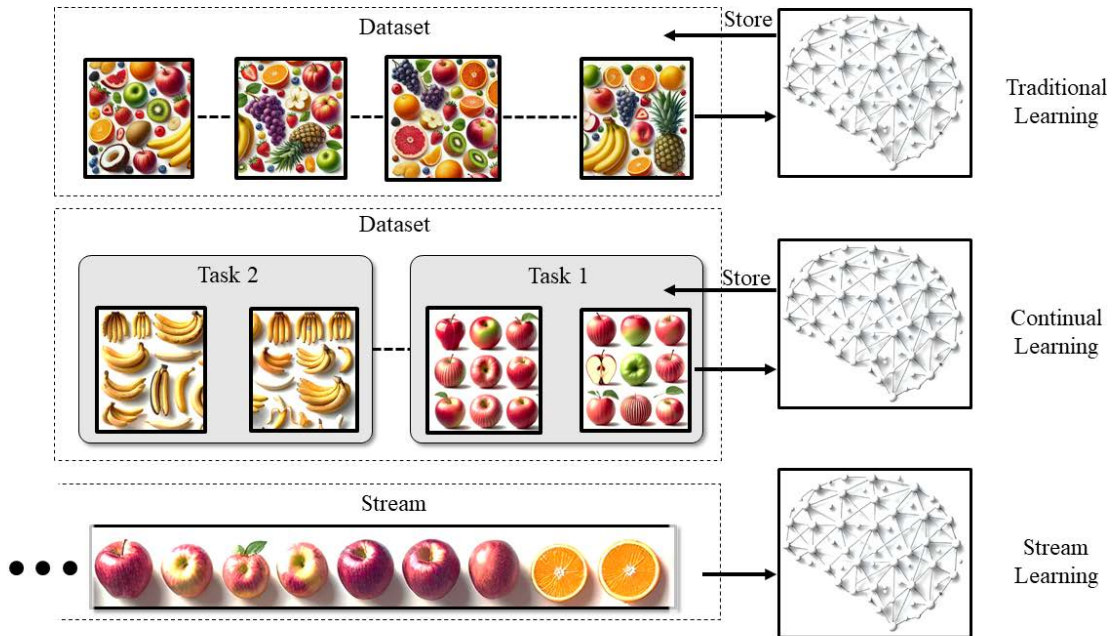 Dataset
Store
Traditional
Learning
Dataset
Task 2
Task 1
Store
Continual
Learning
Stream
Stream
Learning